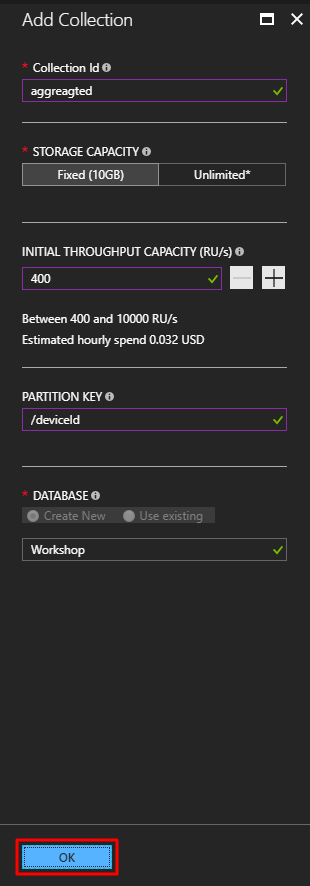 Add Collection
* Collection Id
aggreagted
* STORAGE CAPACITY
Fixed (10GB) Unlimited*
INITIAL THROUGHPUT CAPACITY (RU/s)
400
Between 400 and 10000 RU/s
Estimated hourly spend 0.032 USD
PARTITION KEY
/deviceId
* DATABASE
Create New Use existing
Workshop
OK